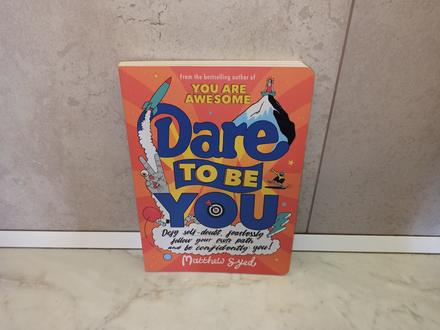 From the bestselling author of
YOU ARE
AWESOME
Dare
TO BE
YOU
Defy self-doubt, fearlessly
follow your own path
and be confidently you!
Matthew Syed